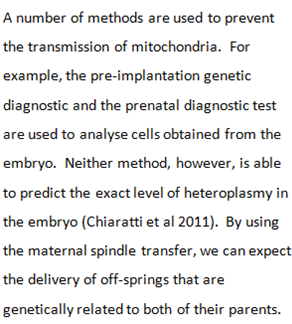 A number of methods are used to prevent
the transmission of mitochondria.  For
example, the pre-implantation genetic
diagnostic and the prenatal diagnostic test
are used to analyse cells obtained from the
embryo.  Neither method, however, is able
to predict the exact level of heteroplasmy in
the embryo (Chiaratti et al 2011).  By using
the maternal spindle transfer, we can expect
the delivery of off-springs that are
genetically related to both of their parents.